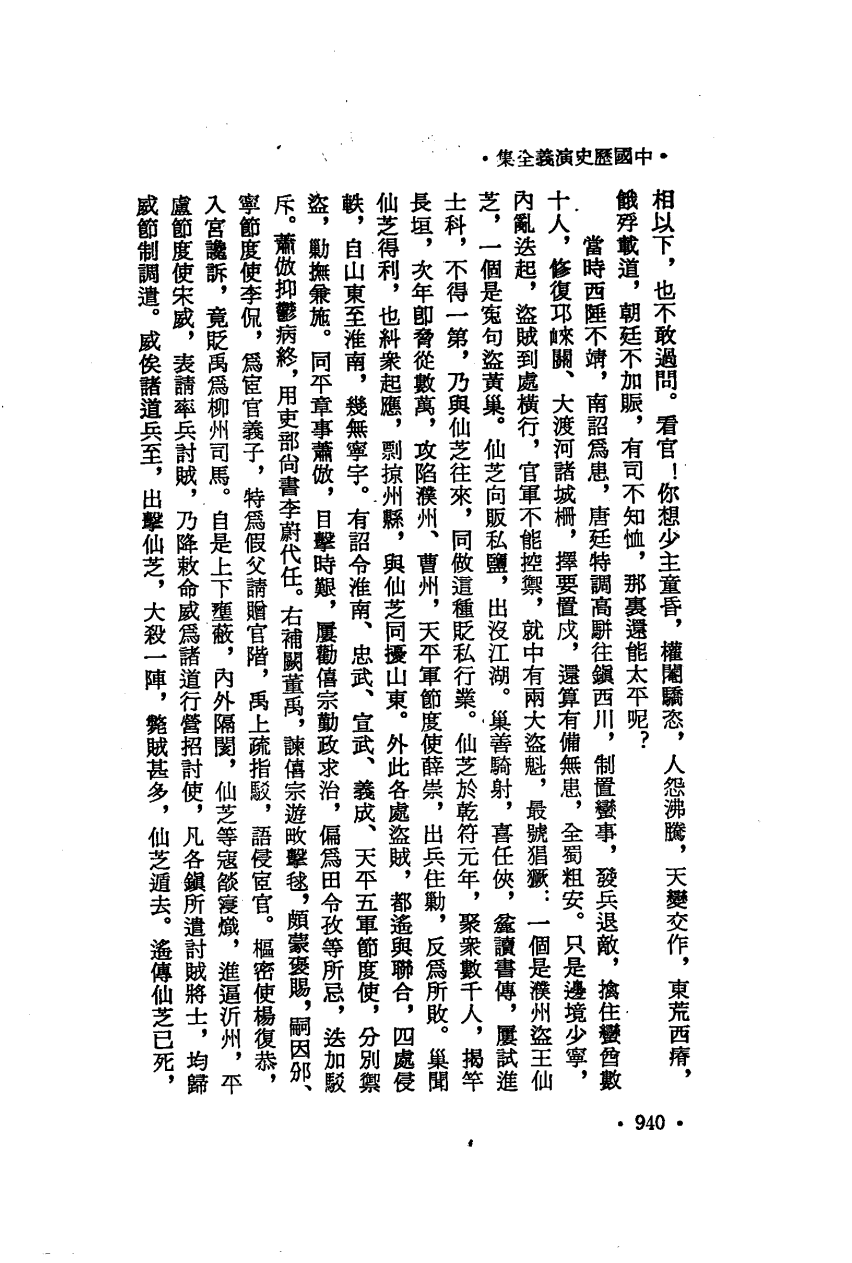 •中國歷史演義全集•
相以下，也不敢過問。看官！你想少主童昏，權閹驕恣，人怨沸騰，天變交作，東荒西瘠，
餓殍載道，朝廷不加賑，有司不知恤，那裏還能太平呢？
當時西陲不靖，南詔爲患，唐廷特調高駢往鎭西川，制置蠻事，發兵退敵，擒住蠻酋數
十人，修復邛崍關、大渡河諸城柵，擇要置戍，還算有備無患，全蜀粗安。只是邊境少寧，
內亂迭起，盜賊到處橫行，官軍不能控禦，就中有兩大盜魁，最號猖獗：一個是濮州盜王仙
芝，一個是寃句盜黃巢。仙芝向販私鹽，出沒江湖。巢善騎射，喜任俠，粗讀書傳，屢試進
士科，不得一第，乃與仙芝往來，同做這種販私行業。仙芝於乾符元年，聚衆數千人，揭竿
長垣，次年卽脅從數萬，攻陷濮州、曹州，天平軍節度使薛崇，出兵往勦，反爲所敗。巢聞
仙芝得利，也糾衆起應，剽掠州縣，與仙芝同擾山東。外此各處盜賊，都遙與聯合，四處侵
軼，自山東至淮南，幾無寧宇。有詔令淮南、忠武、宣武、義成、天平五軍節度使，分別禦
盜，勦撫兼施。同平章事蕭倣，目擊時艱，屢勸僖宗勤政求治，偏爲田令孜等所忌，迭加駁
斥。蕭倣抑鬱病終，用吏部尙書李蔚代任。右補闕董禹，諫僖宗遊畋擊毬，頗蒙褒賜，嗣因邠、
寧節度使李侃，爲宦官義子，特爲假父請贈官階，禹上疏指駁，語侵宦官。樞密使楊復恭，
入宮讒訴，竟貶禹爲柳州司馬。自是上下壅蔽，內外隔閡，仙芝等寇燄寖熾，進逼沂州，平
盧節度使宋威，表請率兵討賊，乃降敕命威爲諸道行營招討使，凡各鎭所遣討賊將士，均歸
威節制調遣。威俟諸道兵至，出擊仙芝，大殺一陣，斃賊甚多，仙芝遁去。遙傳仙芝已死，
•940•